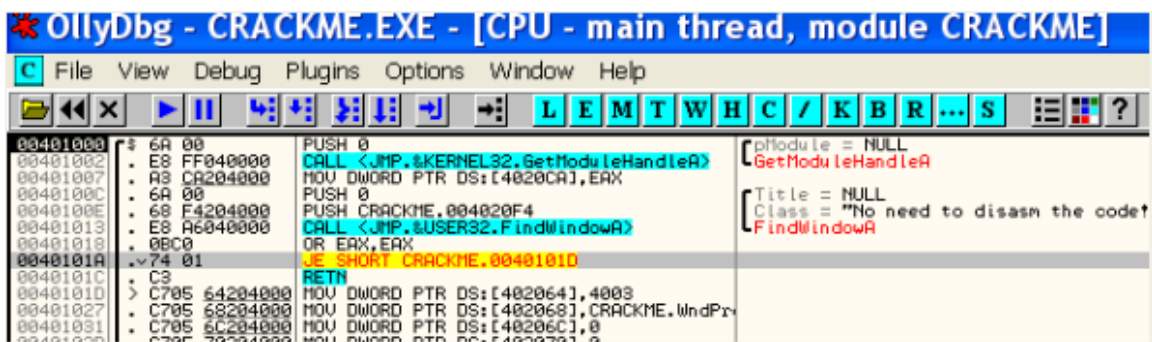 OllyDbg - CRACKME.EXE - [CPU - main thread, module CRACKME]
C File View Debug Plugins Options Window Help
L E M T W H C / K B R ... S ?
00401000 $ 6A 00 PUSH 0 pModule = NULL
00401002 . E8 FF040000 CALL <JMP.&KERNEL32.GetModuleHandleA> GetModuleHandleA
00401007 . A3 CA204000 MOV DWORD PTR DS:[4020CA],EAX
0040100C . 6A 00 PUSH 0 Title = NULL
0040100E . 68 F4204000 PUSH CRACKME.004020F4 Class = "No need to disasm the code!
00401013 . E8 A6040000 CALL <JMP.&USER32.FindWindowA> FindWindowA
00401018 . 0BC0 OR EAX,EAX
0040101A .v 74 01 JE SHORT CRACKME.0040101D
0040101C . C3 RETN
0040101D > C705 64204000 MOV DWORD PTR DS:[402064],4003
00401027 . C705 68204000 MOV DWORD PTR DS:[402068],CRACKME.WndPr
00401031 . C705 6C204000 MOV DWORD PTR DS:[40206C],0